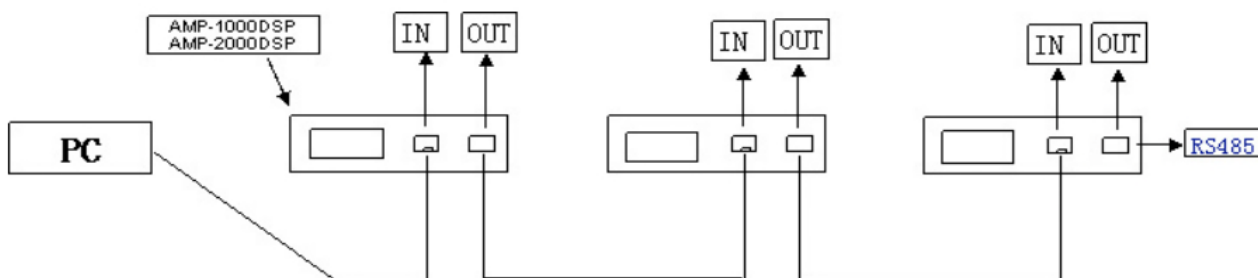 AMP-1000DSP
AMP-2000DSP
IN
OUT
IN
OUT
IN
OUT
PC
RS485